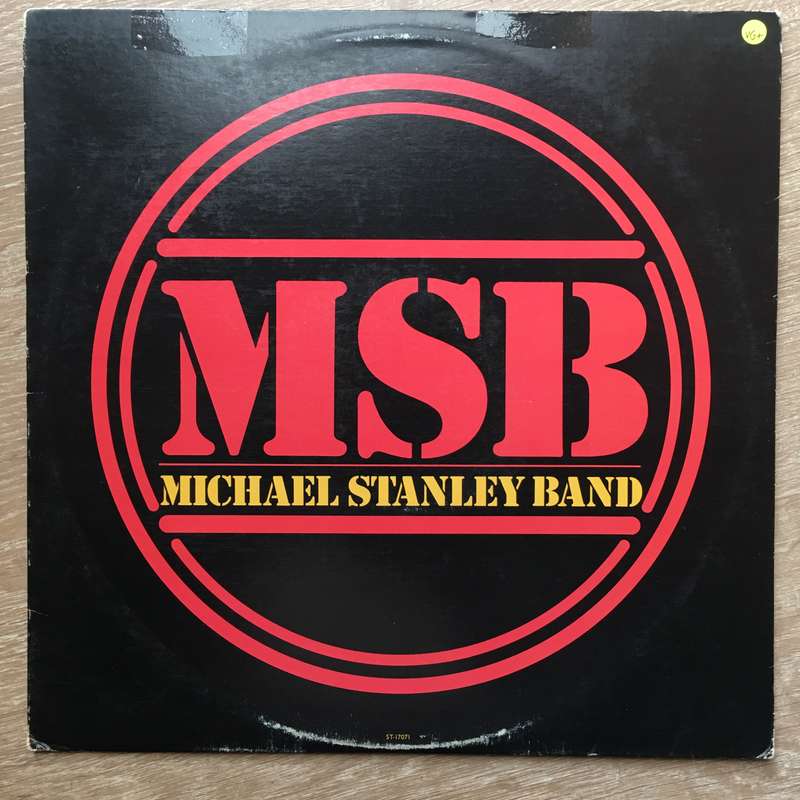 VG+
MSB
MICHAEL STANLEY BAND
ST-17071